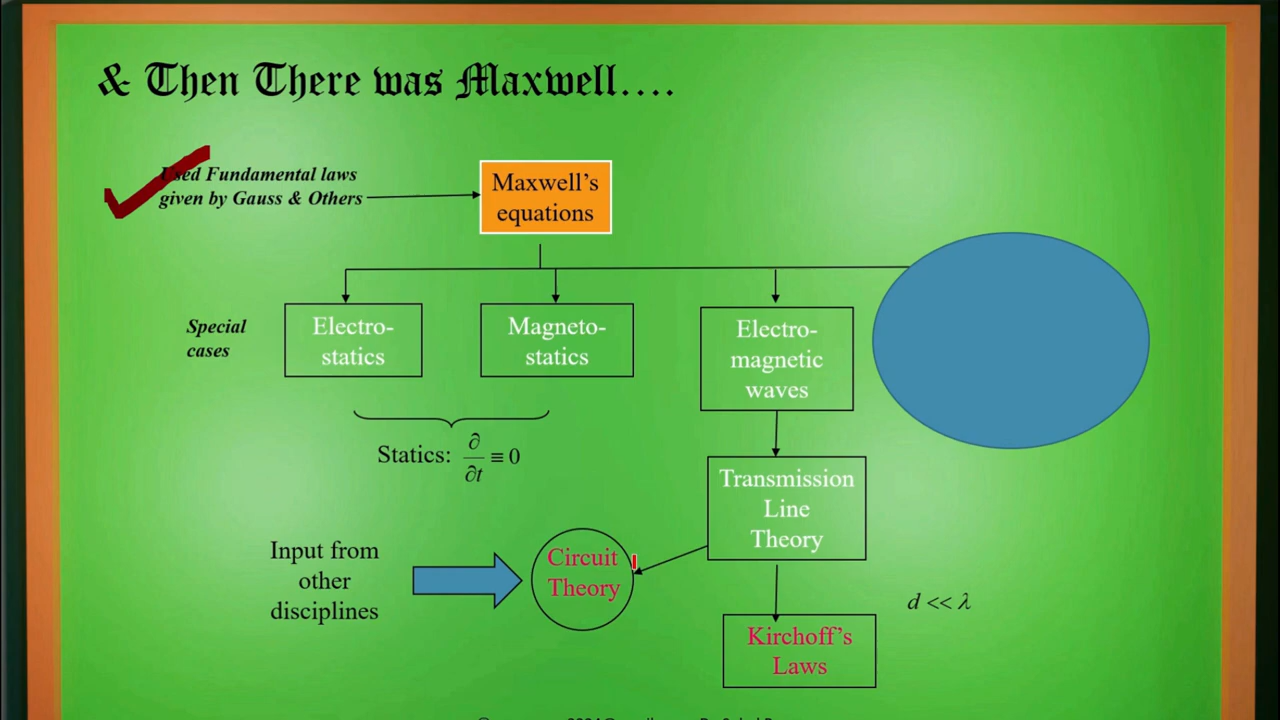 & Then There was Maxwell....
Used Fundamental laws
given by Gauss & Others
Maxwell's
equations
Special
cases
Electro-
statics
Magneto-
statics
Electro-
magnetic
waves
Statics: ∂/∂t ≡ 0
Transmission
Line
Theory
Input from
other
disciplines
Circuit
Theory
d << λ
Kirchoff's
Laws